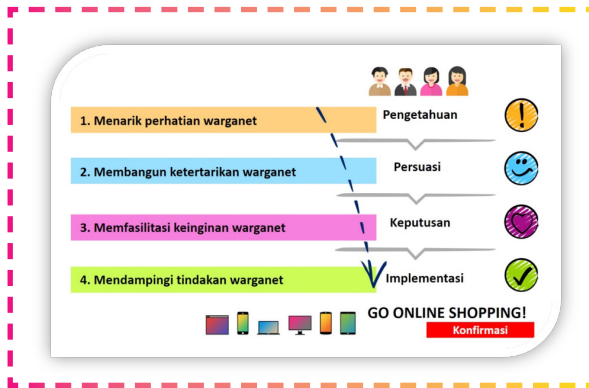 1. Menarik perhatian warganet
Pengetahuan
2. Membangun ketertarikan warganet
Persuasi
3. Memfasilitasi keinginan warganet
Keputusan
4. Mendampingi tindakan warganet
Implementasi
GO ONLINE SHOPPING!
Konfirmasi